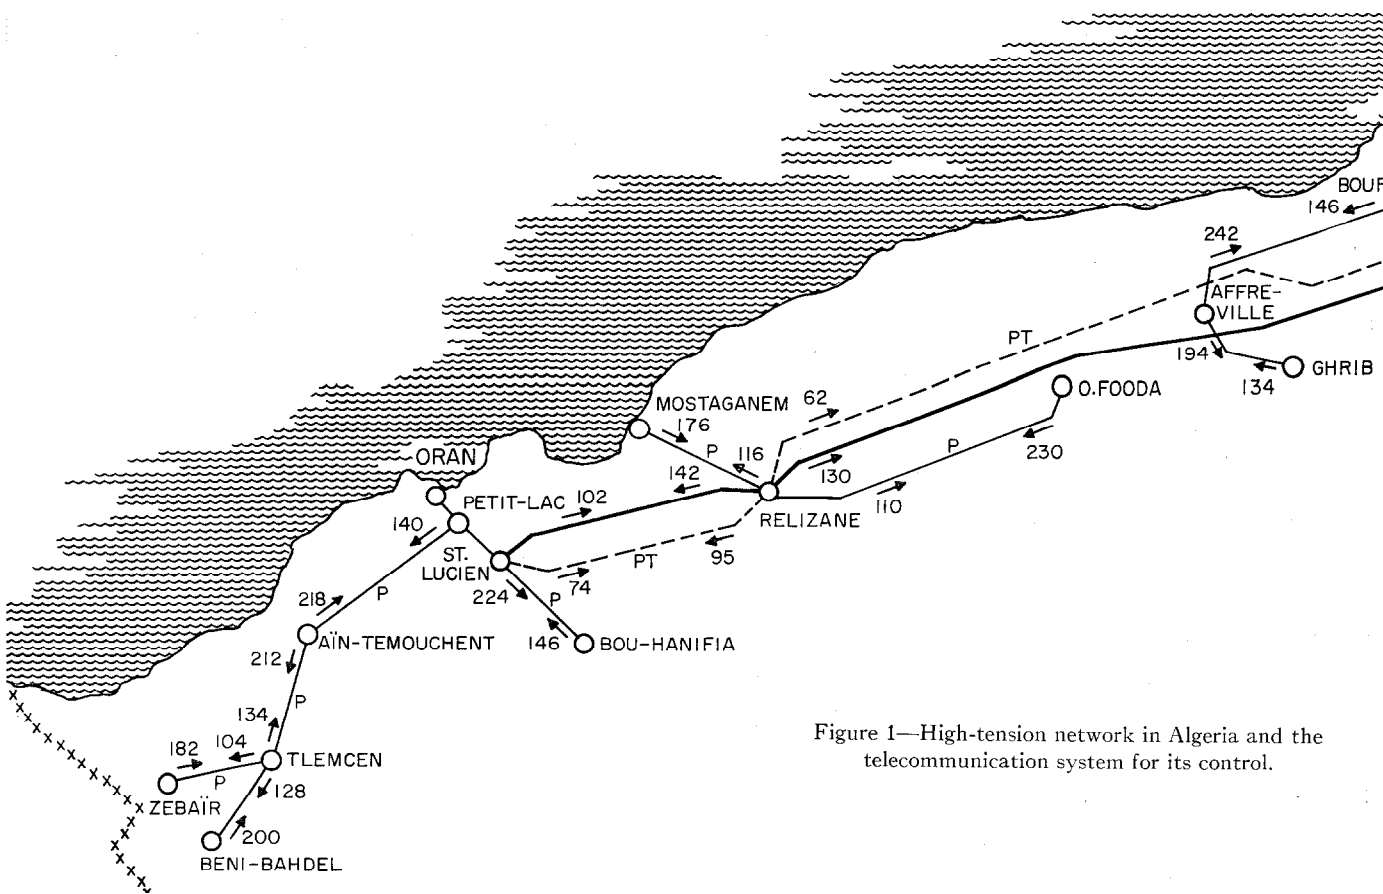 BOUF
146
242
AFFRE-
VILLE
PT
194
GHRIB
134
O.FOODA
62
MOSTAGANEM
176
P
116
P
230
130
142
110
ORAN
RELIZANE
PETIT-LAC
102
140
95
ST.
LUCIEN
PT
74
P
224
P
218
146
BOU-HANIFIA
AÏN-TEMOUCHENT
212
P
134
182
104
TLEMCEN
P
128
ZEBAÏR
200
BENI-BAHDEL
Figure 1—High-tension network in Algeria and the
telecommunication system for its control.